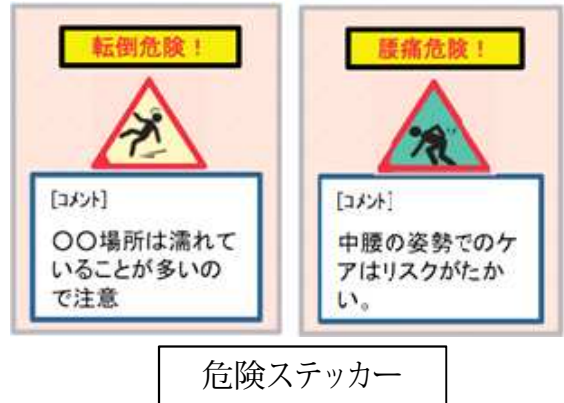 転倒危険！
[コメント]
〇〇場所は濡れて
いることが多いの
で注意
腰痛危険！
[コメント]
中腰の姿勢でのケ
アはリスクがたか
い。
危険ステッカー